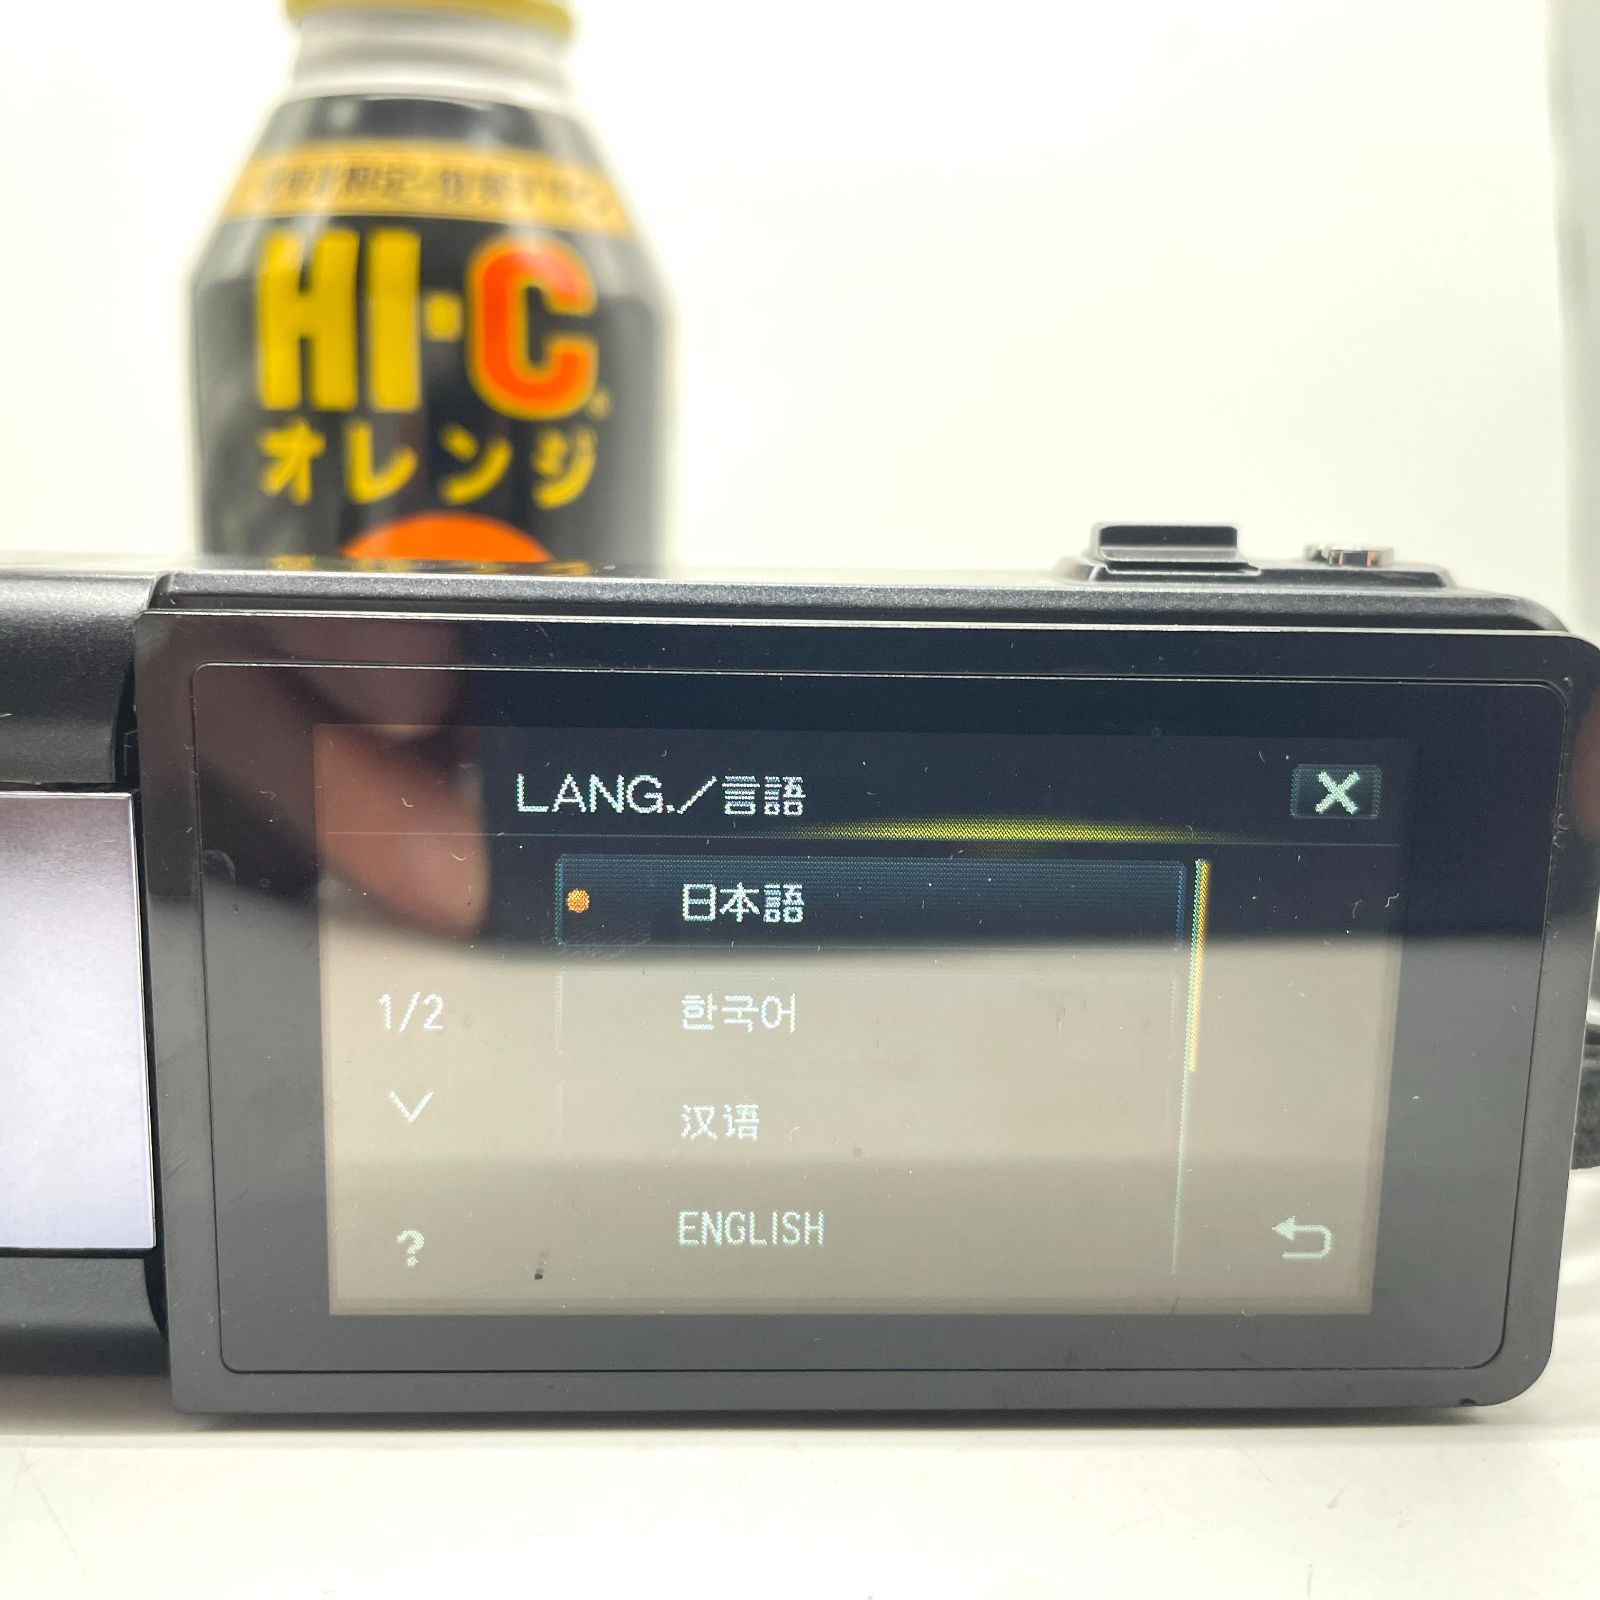 HI-C
オレンジ
LANG./言語
日本語
1/2
한국어
汉语
?
ENGLISH